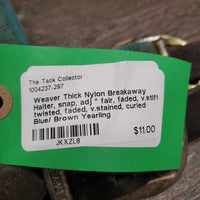 The Tack Collector
1004237-297
Weaver Thick Nylon Breakaway
Halter, snap, adj * fair, faded, v.stiff
twisted, faded, v.stained, curled
Blue/ Brown Yearling
$11.00
JKXZL8